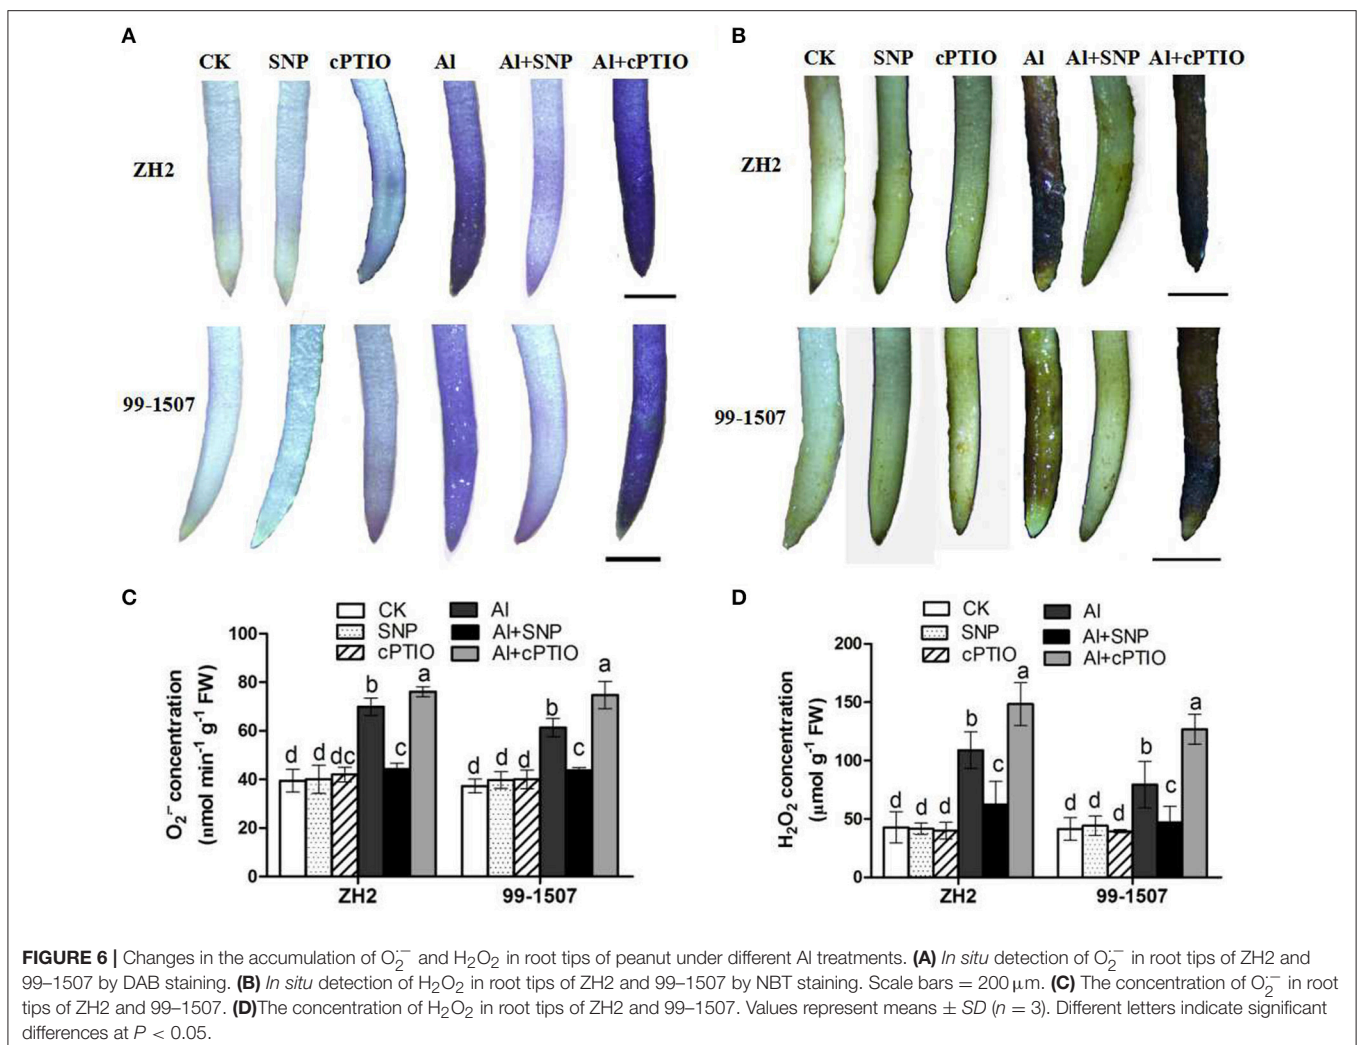 A
CK SNP cPTIO Al Al+SNP Al+cPTIO
ZH2
99-1507
B
CK SNP cPTIO Al Al+SNP Al+cPTIO
ZH2
99-1507
C
CK
SNP
cPTIO
Al
Al+SNP
Al+cPTIO
O₂·⁻ concentration
(nmol min⁻¹ g⁻¹ FW)
100
80
60
40
20
0
d d dc b c a
d d d b c a
ZH2 99-1507
D
CK
SNP
cPTIO
Al
Al+SNP
Al+cPTIO
H₂O₂ concentration
(μmol g⁻¹ FW)
200
150
100
50
0
d d d b c a
d d d b c a
ZH2 99-1507
FIGURE 6 | Changes in the accumulation of O₂·⁻ and H₂O₂ in root tips of peanut under different Al treatments. (A) In situ detection of O₂·⁻ in root tips of ZH2 and
99–1507 by DAB staining. (B) In situ detection of H₂O₂ in root tips of ZH2 and 99–1507 by NBT staining. Scale bars = 200 μm. (C) The concentration of O₂·⁻ in root
tips of ZH2 and 99–1507. (D)The concentration of H₂O₂ in root tips of ZH2 and 99–1507. Values represent means ± SD (n = 3). Different letters indicate significant
differences at P < 0.05.